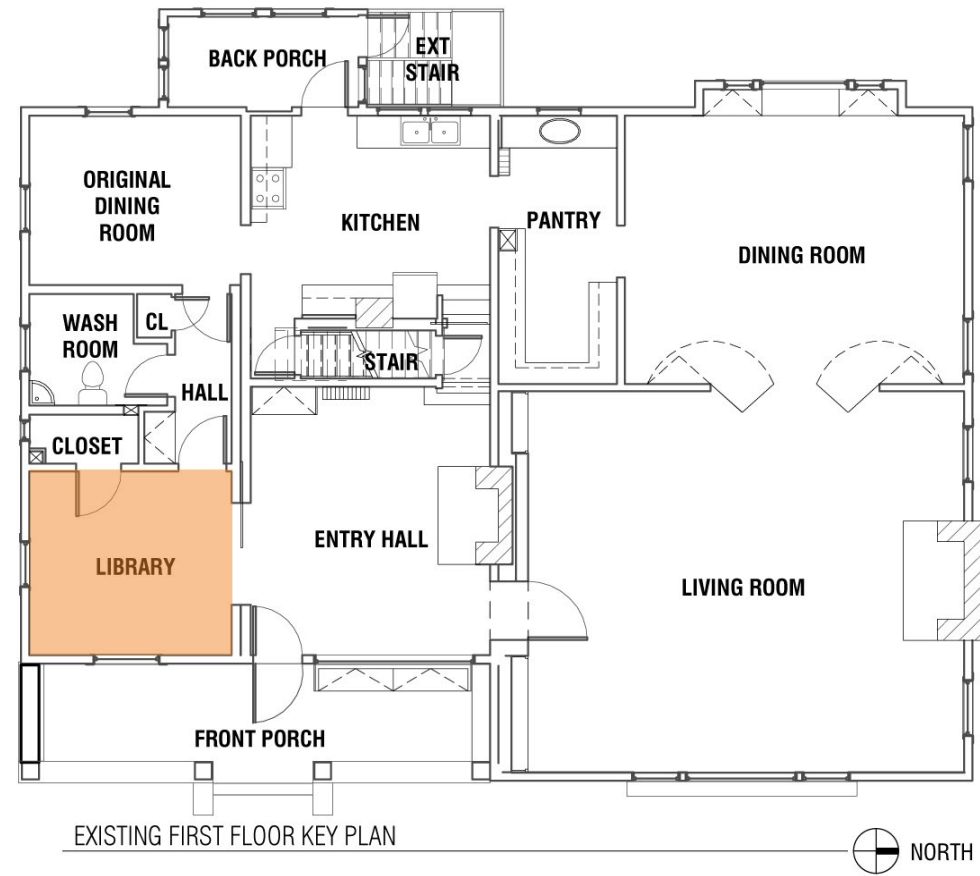 BACK PORCH
EXT
STAIR
ORIGINAL
DINING
ROOM
KITCHEN
PANTRY
DINING ROOM
WASH
ROOM
CL
STAIR
HALL
CLOSET
LIBRARY
ENTRY HALL
LIVING ROOM
FRONT PORCH
EXISTING FIRST FLOOR KEY PLAN
NORTH